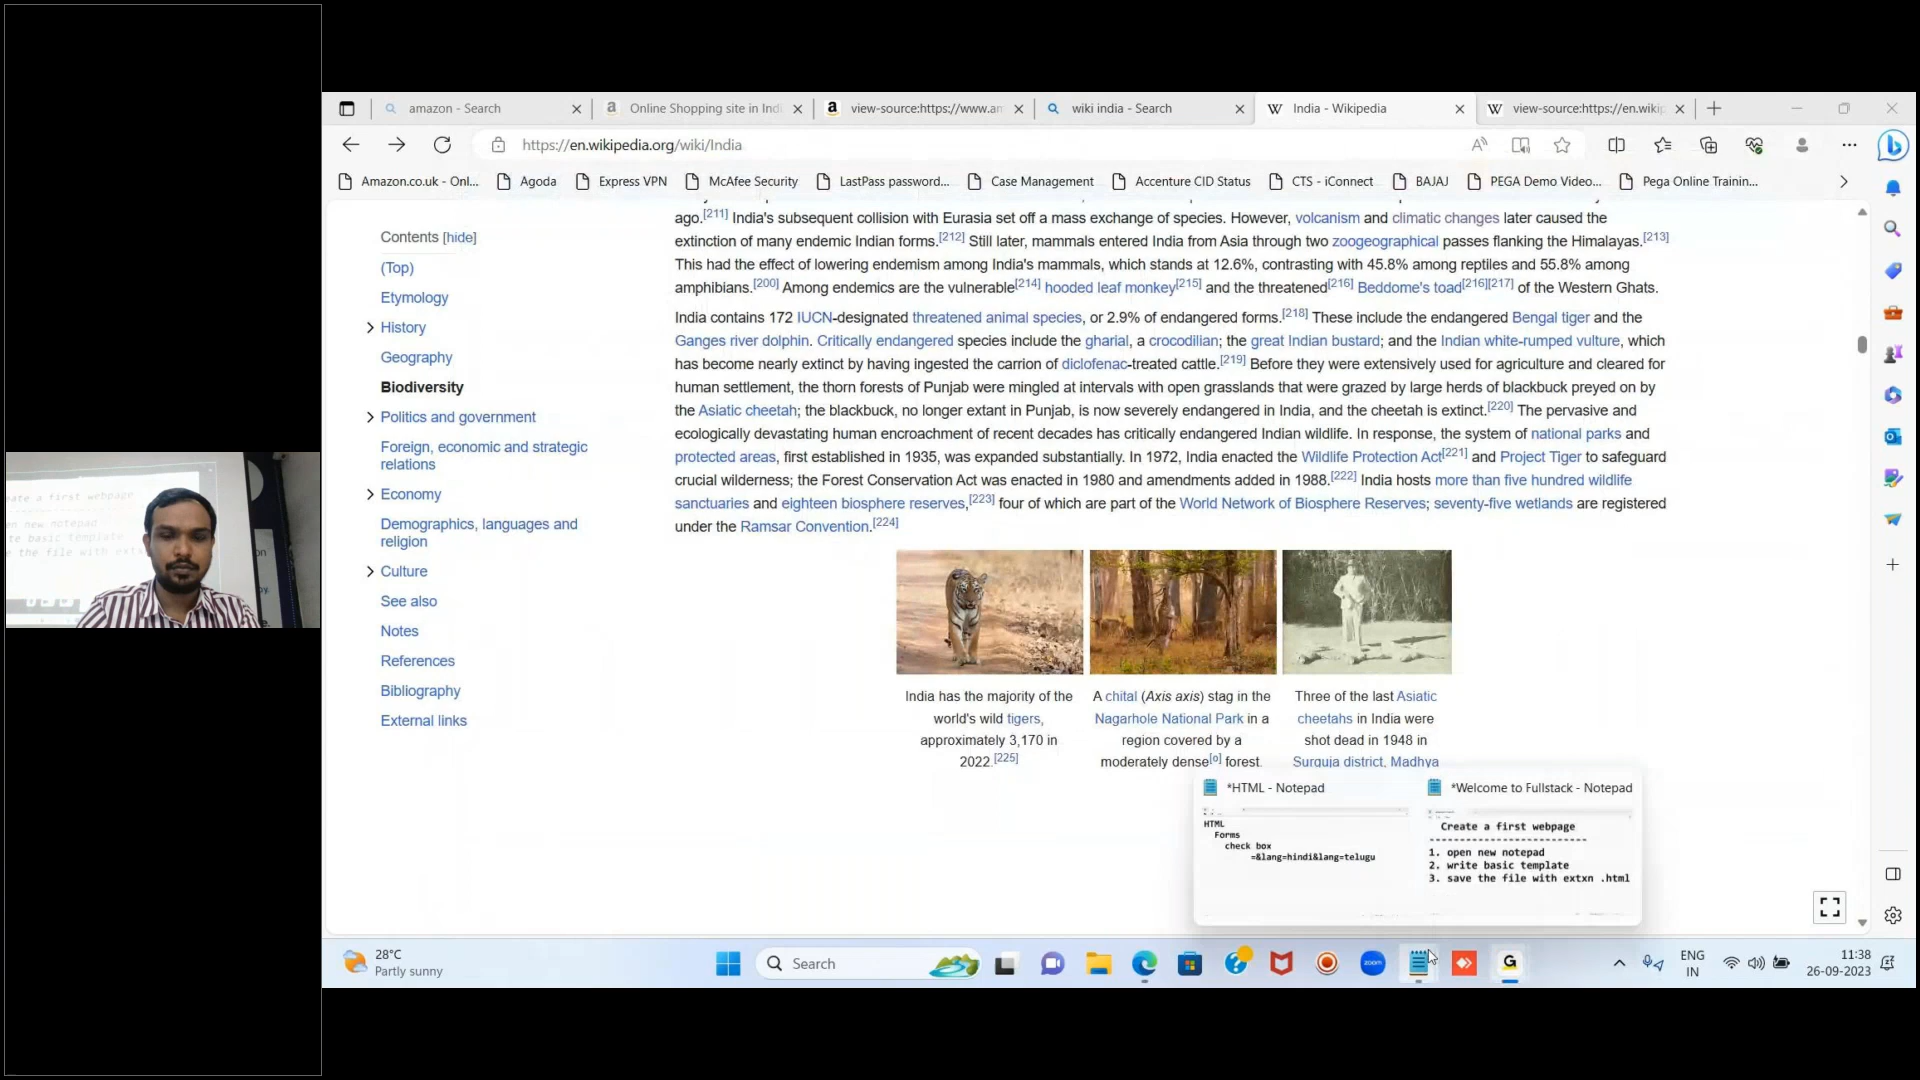 amazon - Search
Online Shopping site in Indi
view-source:https://www.am
wiki india - Search
India - Wikipedia
view-source:https://en.wikip
https://en.wikipedia.org/wiki/India
Amazon.co.uk - Onl...
Agoda
Express VPN
McAfee Security
LastPass password...
Case Management
Accenture CID Status
CTS - iConnect
BAJAJ
PEGA Demo Video...
Pega Online Trainin...
Contents [hide]
(Top)
Etymology
History
Geography
Biodiversity
Politics and government
Foreign, economic and strategic
relations
Economy
Demographics, languages and
religion
Culture
See also
Notes
References
Bibliography
External links
ago.[211] India's subsequent collision with Eurasia set off a mass exchange of species. However, volcanism and climatic changes later caused the
extinction of many endemic Indian forms.[212] Still later, mammals entered India from Asia through two zoogeographical passes flanking the Himalayas.[213]
This had the effect of lowering endemism among India's mammals, which stands at 12.6%, contrasting with 45.8% among reptiles and 55.8% among
amphibians.[200] Among endemics are the vulnerable[214] hooded leaf monkey[215] and the threatened[216] Beddome's toad[216][217] of the Western Ghats.
India contains 172 IUCN-designated threatened animal species, or 2.9% of endangered forms.[218] These include the endangered Bengal tiger and the
Ganges river dolphin. Critically endangered species include the gharial, a crocodilian; the great Indian bustard; and the Indian white-rumped vulture, which
has become nearly extinct by having ingested the carrion of diclofenac-treated cattle.[219] Before they were extensively used for agriculture and cleared for
human settlement, the thorn forests of Punjab were mingled at intervals with open grasslands that were grazed by large herds of blackbuck preyed on by
the Asiatic cheetah; the blackbuck, no longer extant in Punjab, is now severely endangered in India, and the cheetah is extinct.[220] The pervasive and
ecologically devastating human encroachment of recent decades has critically endangered Indian wildlife. In response, the system of national parks and
protected areas, first established in 1935, was expanded substantially. In 1972, India enacted the Wildlife Protection Act[221] and Project Tiger to safeguard
crucial wilderness; the Forest Conservation Act was enacted in 1980 and amendments added in 1988.[222] India hosts more than five hundred wildlife
sanctuaries and eighteen biosphere reserves,[223] four of which are part of the World Network of Biosphere Reserves; seventy-five wetlands are registered
under the Ramsar Convention.[224]
India has the majority of the
world's wild tigers,
approximately 3,170 in
2022.[225]
A chital (Axis axis) stag in the
Nagarhole National Park in a
region covered by a
moderately dense[o] forest.
Three of the last Asiatic
cheetahs in India were
shot dead in 1948 in
Surguja district, Madhya
*HTML - Notepad
HTML
Forms
check box
=&lang=hindi&lang=telugu
*Welcome to Fullstack - Notepad
Create a first webpage
------------------------------
1. open new notepad
2. write basic template
3. save the file with extxn .html
ate a first webpage
en new notepad
te basic template
e the file with extx
28°C
Partly sunny
Search
zoom
ENG
IN
11:38
26-09-2023